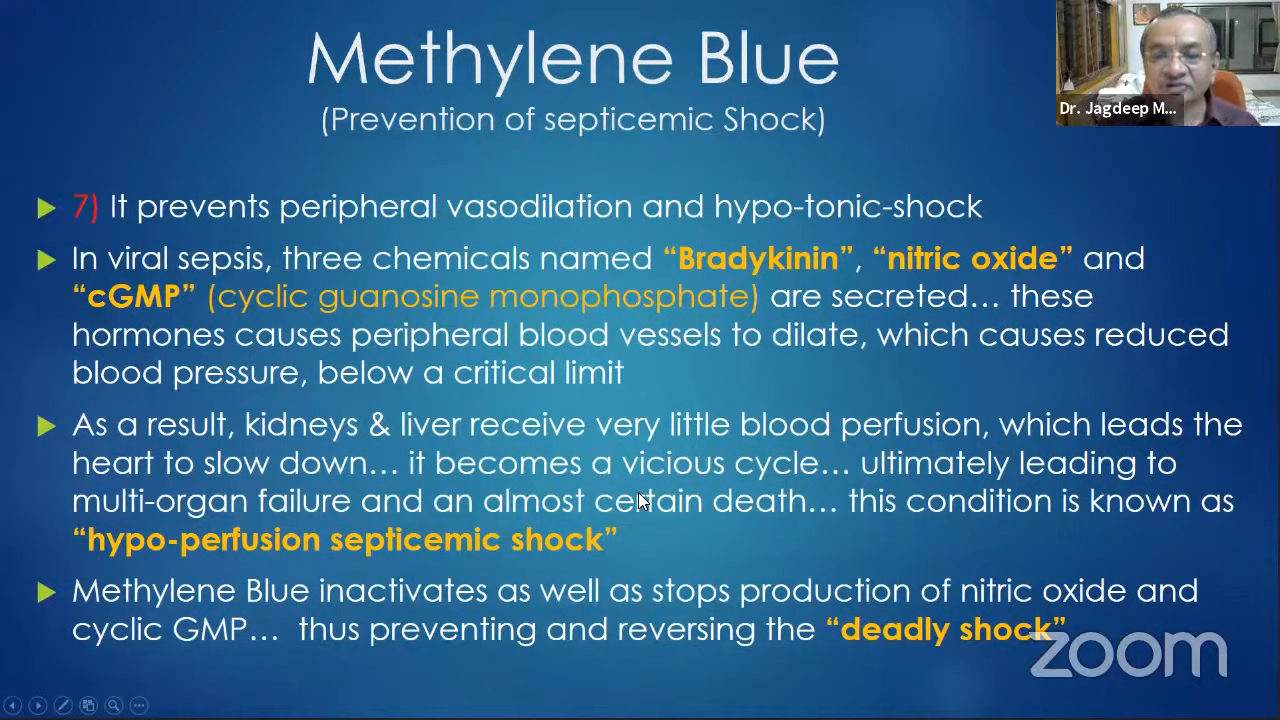 Methylene Blue
(Prevention of septicemic Shock)
Dr. Jagdeep M...
7) It prevents peripheral vasodilation and hypo-tonic-shock
In viral sepsis, three chemicals named “Bradykinin”, “nitric oxide” and
“cGMP” (cyclic guanosine monophosphate) are secreted… these
hormones causes peripheral blood vessels to dilate, which causes reduced
blood pressure, below a critical limit
As a result, kidneys & liver receive very little blood perfusion, which leads the
heart to slow down… it becomes a vicious cycle… ultimately leading to
multi-organ failure and an almost certain death… this condition is known as
“hypo-perfusion septicemic shock”
Methylene Blue inactivates as well as stops production of nitric oxide and
cyclic GMP… thus preventing and reversing the “deadly shock”
zoom